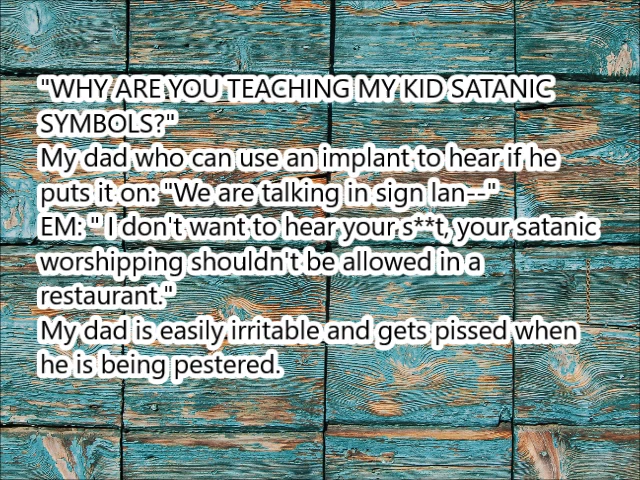 "WHY ARE YOU TEACHING MY KID SATANIC
SYMBOLS?"
My dad who can use an implant to hear if he
puts it on: "We are talking in sign lan--"
EM: " I don't want to hear your s**t, your satanic
worshipping shouldn't be allowed in a
restaurant."
My dad is easily irritable and gets pissed when
he is being pestered.